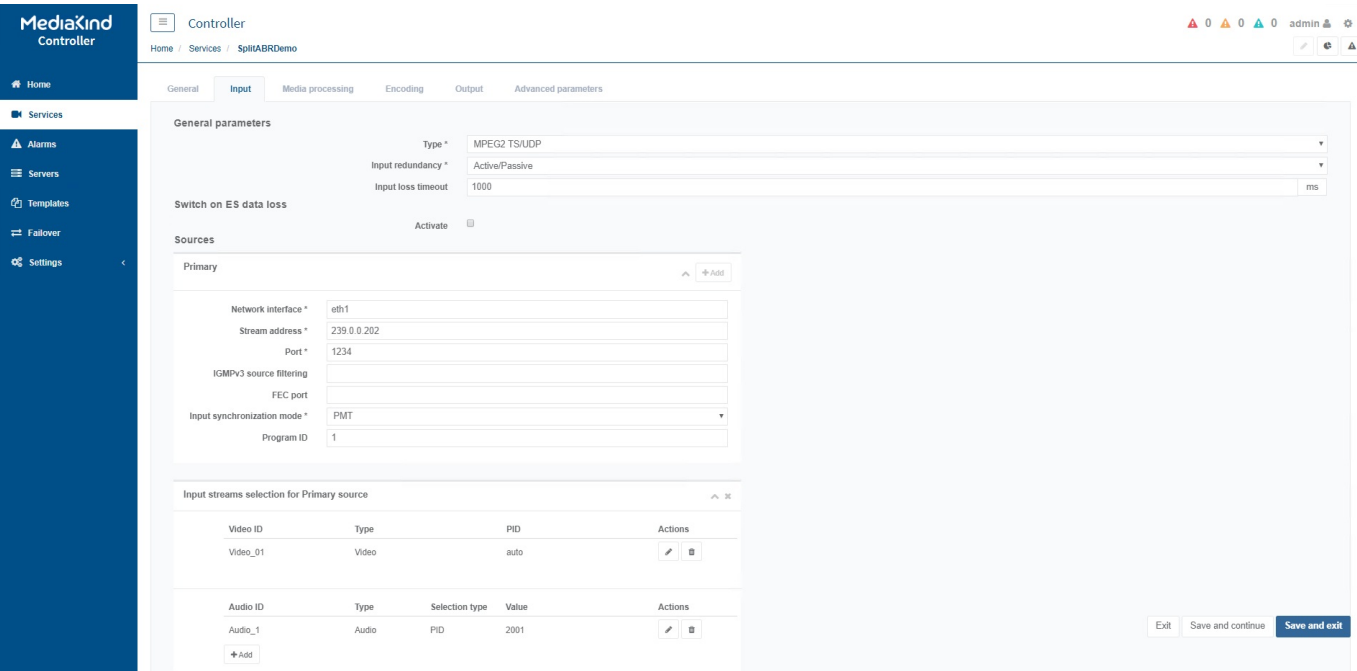 MediaKind
Controller
Controller
0 0 0 admin
Home / Services / SplitABRDemo
Home
Services
Alarms
Servers
Templates
Failover
Settings
General Input Media processing Encoding Output Advanced parameters
General parameters
Type * MPEG2 TS/UDP
Input redundancy * Active/Passive
Input loss timeout 1000 ms
Switch on ES data loss
Activate
Sources
Primary + Add
Network interface * eth1
Stream address * 239.0.0.202
Port * 1234
IGMPv3 source filtering
FEC port
Input synchronization mode * PMT
Program ID 1
Input streams selection for Primary source
Video ID Type PID Actions
Video_01 Video auto
Audio ID Type Selection type Value Actions
Audio_1 Audio PID 2001
+ Add
Exit Save and continue Save and exit